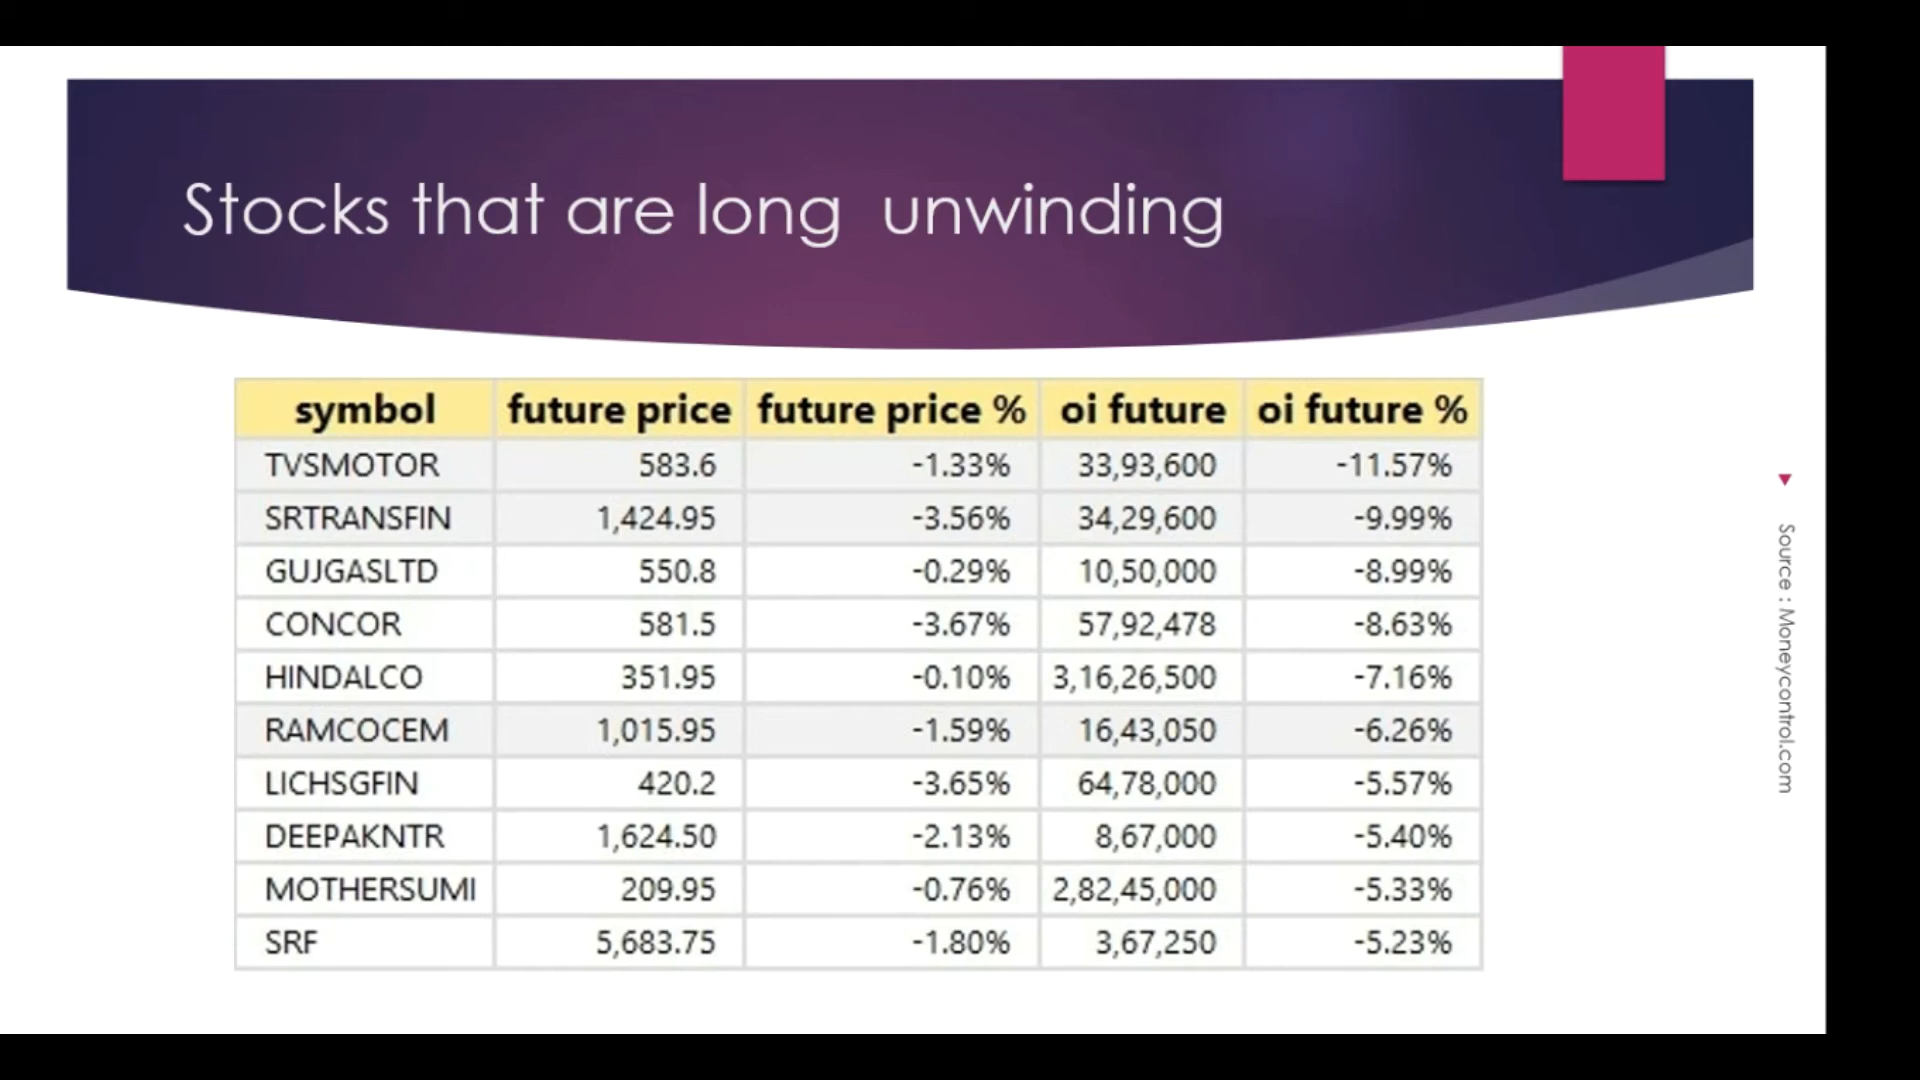 Stocks that are long unwinding
symbol future price future price % oi future oi future %
TVSMOTOR 583.6 -1.33% 33,93,600 -11.57%
SRTRANSFIN 1,424.95 -3.56% 34,29,600 -9.99%
GUJGASLTD 550.8 -0.29% 10,50,000 -8.99%
CONCOR 581.5 -3.67% 57,92,478 -8.63%
HINDALCO 351.95 -0.10% 3,16,26,500 -7.16%
RAMCOCEM 1,015.95 -1.59% 16,43,050 -6.26%
LICHSGFIN 420.2 -3.65% 64,78,000 -5.57%
DEEPAKNTR 1,624.50 -2.13% 8,67,000 -5.40%
MOTHERSUMI 209.95 -0.76% 2,82,45,000 -5.33%
SRF 5,683.75 -1.80% 3,67,250 -5.23%
Source : Moneycontrol.com